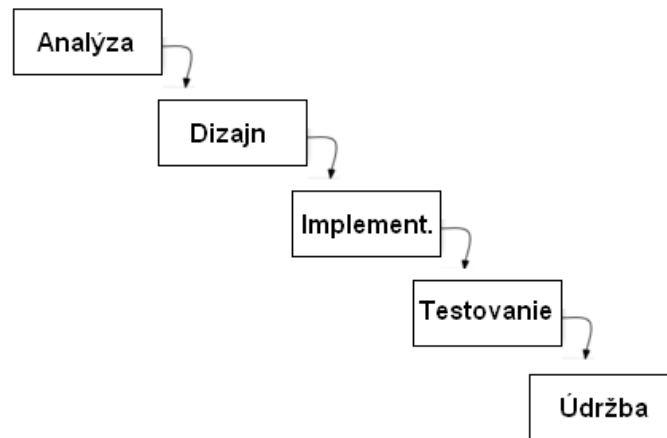 Analýza
Dizajn
Implement.
Testovanie
Údržba